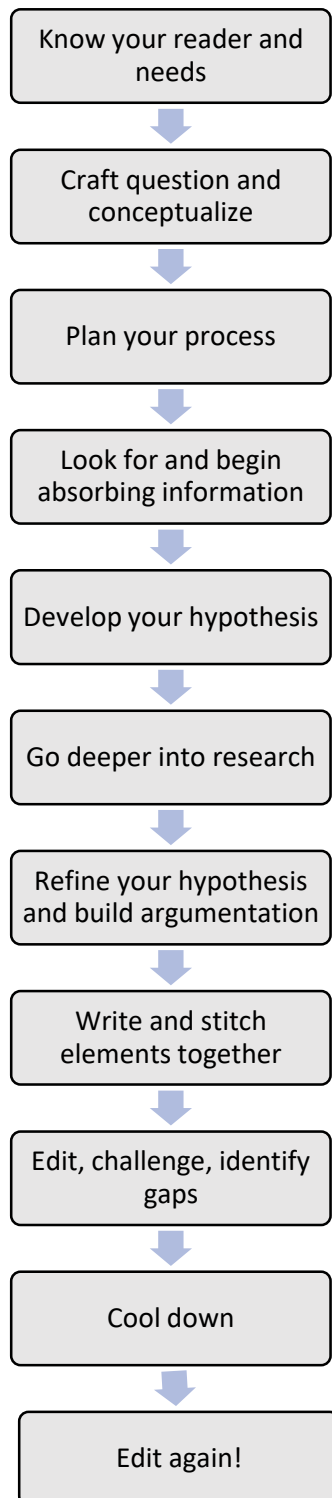 Know your reader and
needs
Craft question and
conceptualize
Plan your process
Look for and begin
absorbing information
Develop your hypothesis
Go deeper into research
Refine your hypothesis
and build argumentation
Write and stitch
elements together
Edit, challenge, identify
gaps
Cool down
Edit again!